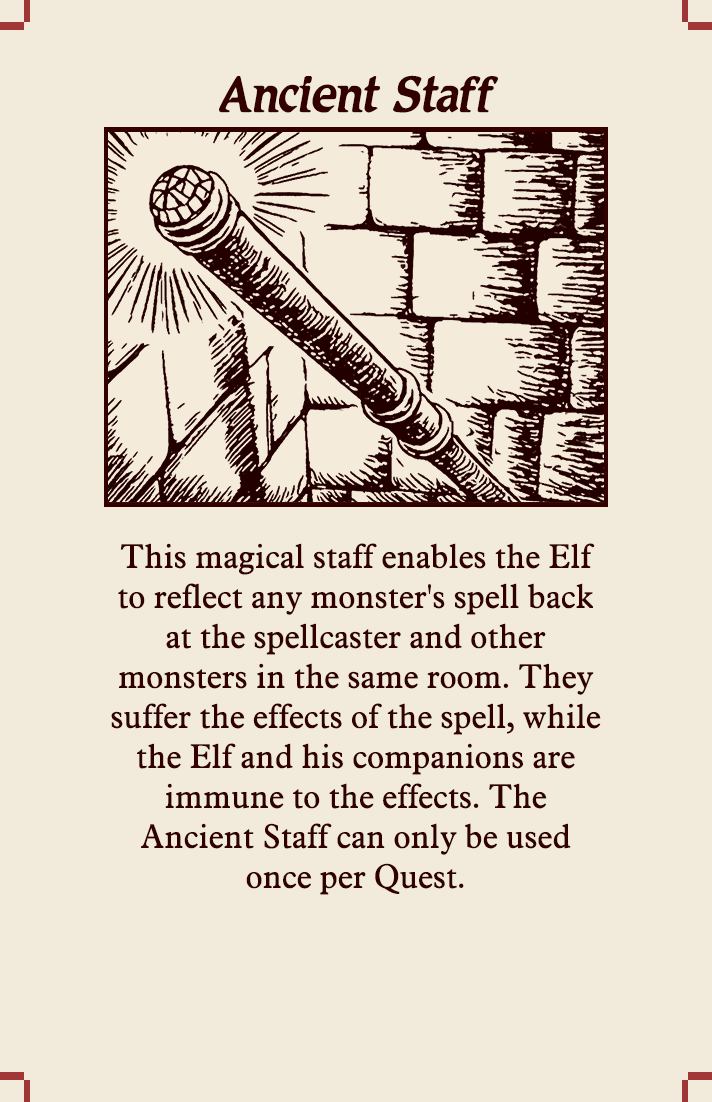 Ancient Staff
This magical staff enables the Elf
to reflect any monster's spell back
at the spellcaster and other
monsters in the same room. They
suffer the effects of the spell, while
the Elf and his companions are
immune to the effects. The
Ancient Staff can only be used
once per Quest.